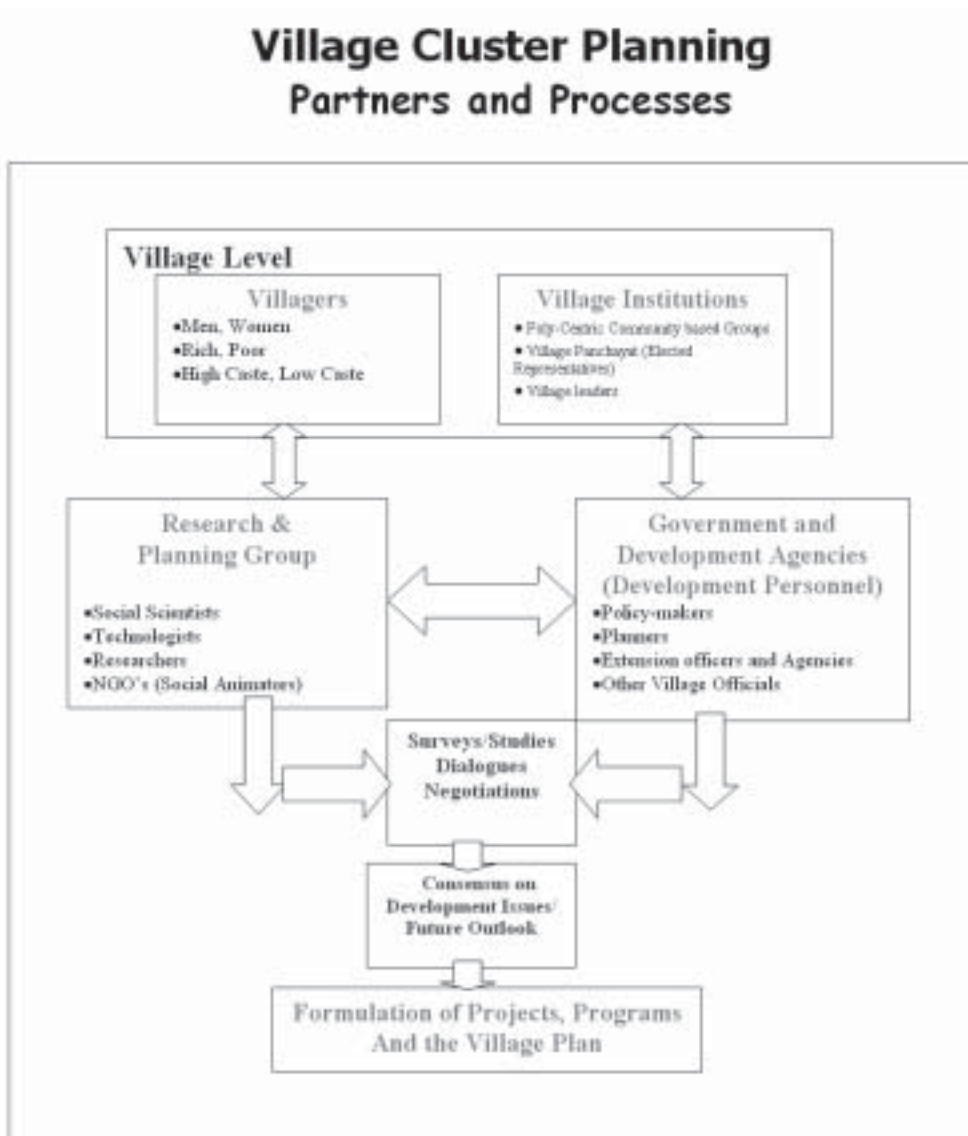 Village Cluster Planning
Partners and Processes
Village Level
Villagers
•Men, Women
•Rich, Poor
•High Caste, Low Caste
Village Institutions
• Poly-Centric Community based Groups
• Village Panchayat (Elected
Representatives)
• Village leaders
Research &
Planning Group
•Social Scientists
•Technologists
•Researchers
•NGO's (Social Animators)
Government and
Development Agencies
(Development Personnel)
•Policy-makers
•Planners
•Extension officers and Agencies
•Other Village Officials
Surveys/Studies
Dialogues
Negotiations
Consensus on
Development Issues/
Future Outlook
Formulation of Projects, Programs
And the Village Plan